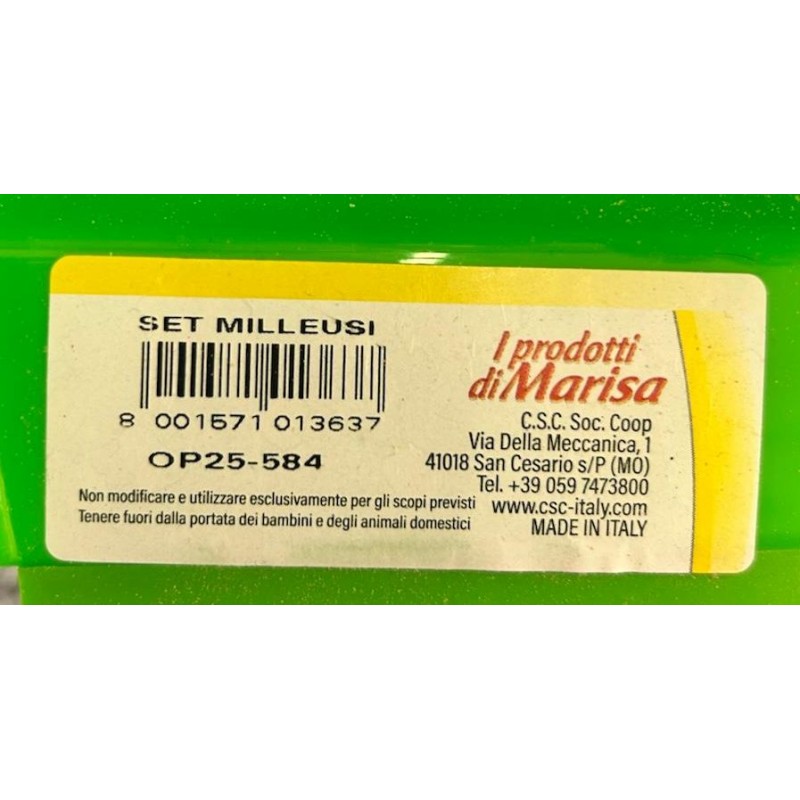 SET MILLEUSI
8 001571 013637
OP25-584
Non modificare e utilizzare esclusivamente per gli scopi previsti
Tenere fuori dalla portata dei bambini e degli animali domestici
I prodotti
di Marisa
C.S.C. Soc. Coop
Via Della Meccanica, 1
41018 San Cesario s/P (MO)
Tel. +39 059 7473800
www.csc-italy.com
MADE IN ITALY